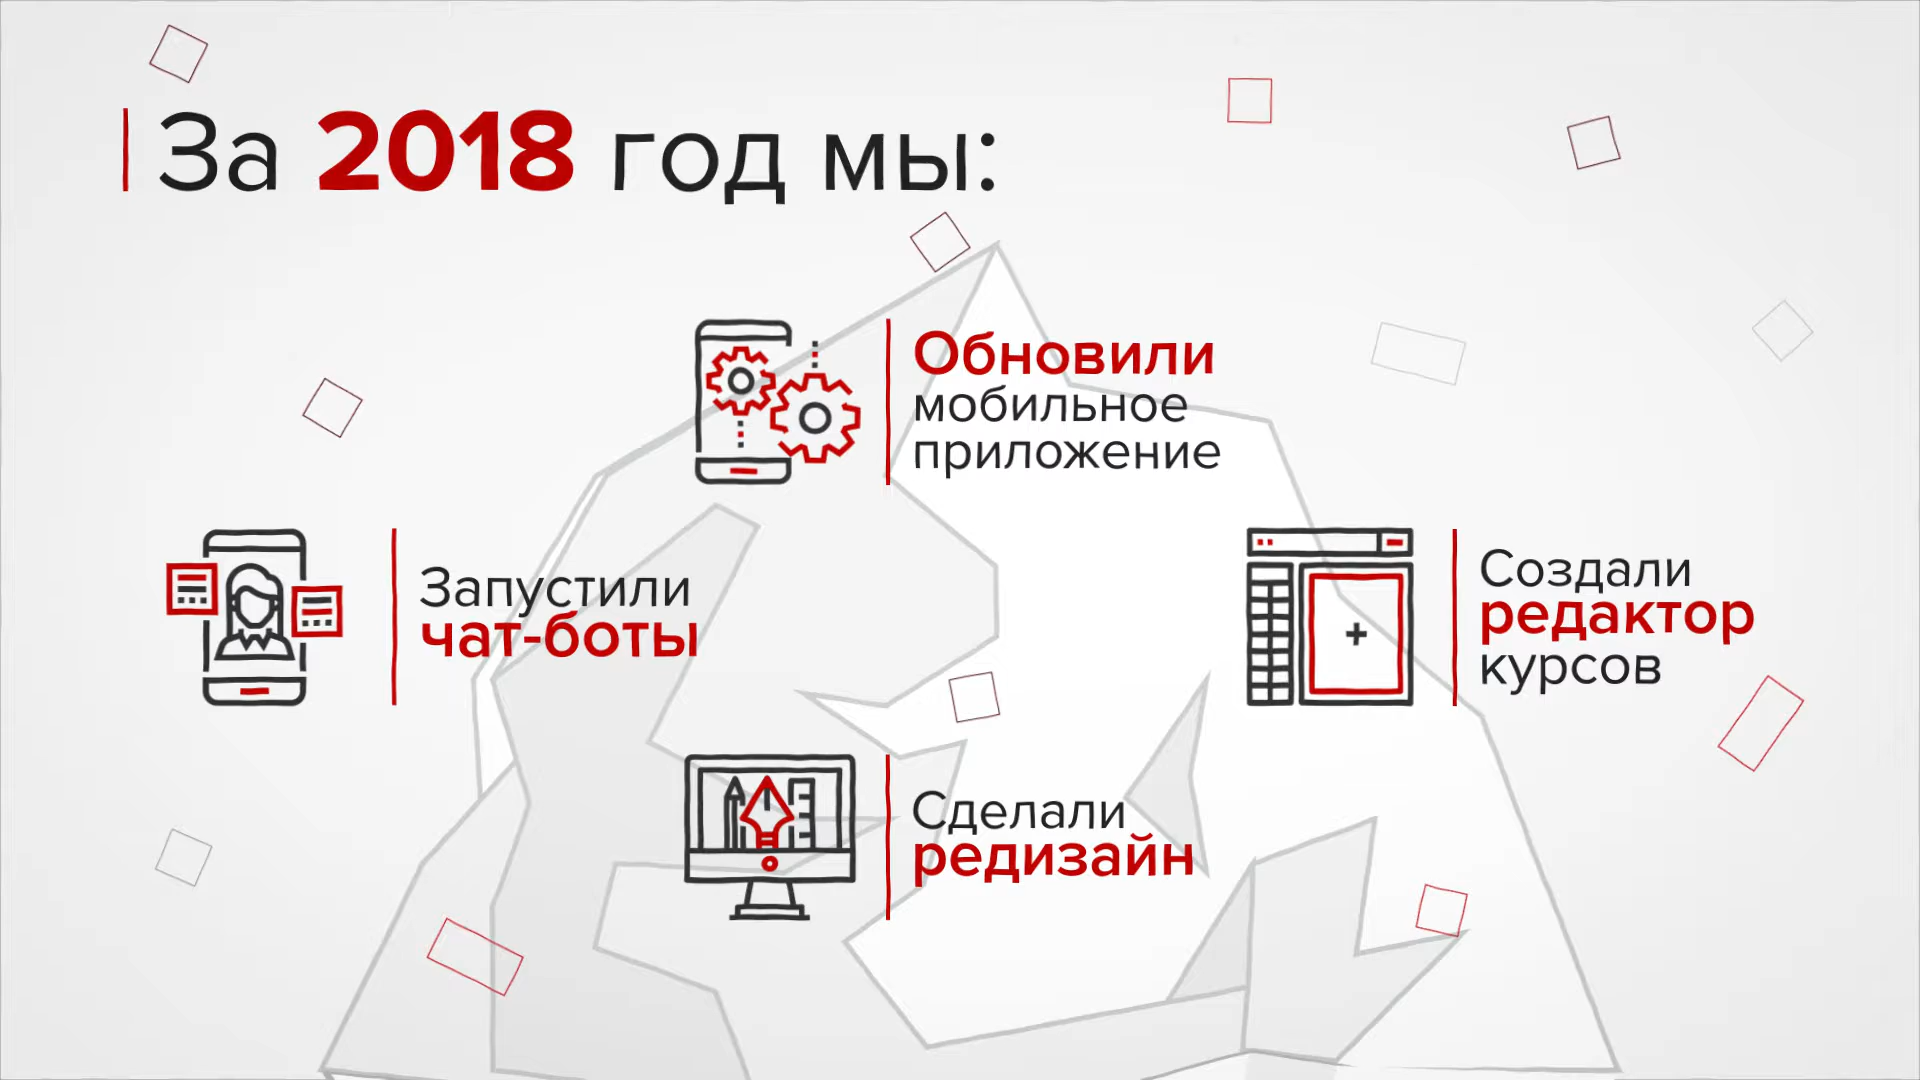 За 2018 год мы:
Обновили
мобильное
приложение
Запустили
чат-боты
Создали
редактор
курсов
Сделали
редизайн